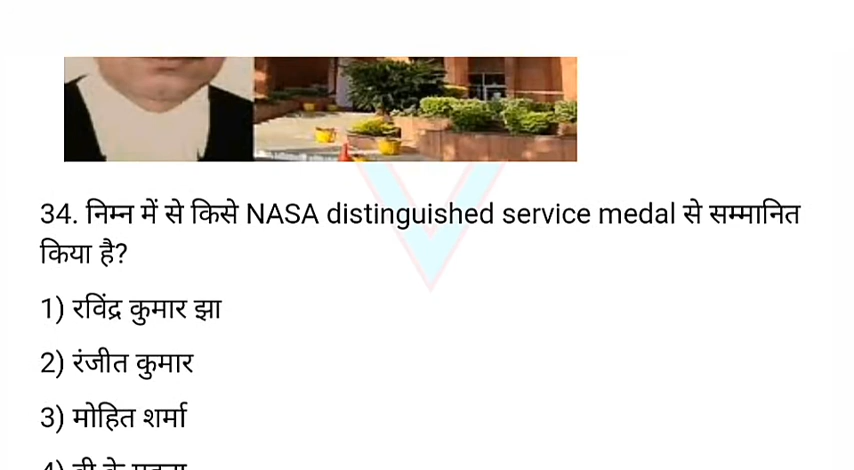 34. निम्न में से किसे NASA distinguished service medal से सम्मानित
किया है?
1) रविंद्र कुमार झा
2) रंजीत कुमार
3) मोहित शर्मा